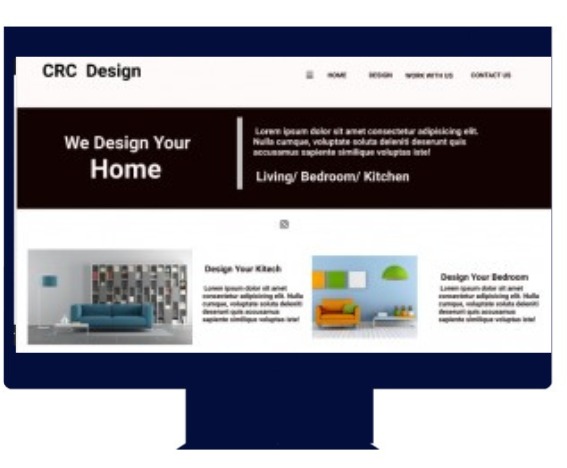 CRC Design
HOME DESIGN WORK WITH US CONTACT US
We Design Your
Home
Lorem ipsum dolor sit amet consectetur adipisicing elit.
Nulla cumque, voluptate soluta deleniti deserunt quis
accusamus sapiente similique voluptas iste!
Living/ Bedroom/ Kitchen
Design Your Kitech
Lorem ipsum dolor sit amet
consectetur adipisicing elit. Nulla
cumque, voluptate soluta deleniti
deserunt quis accusamus
sapiente similique voluptas iste!
Design Your Bedroom
Lorem ipsum dolor sit amet
consectetur adipisicing elit. Nulla
cumque, voluptate soluta deleniti
deserunt quis accusamus
sapiente similique voluptas iste!